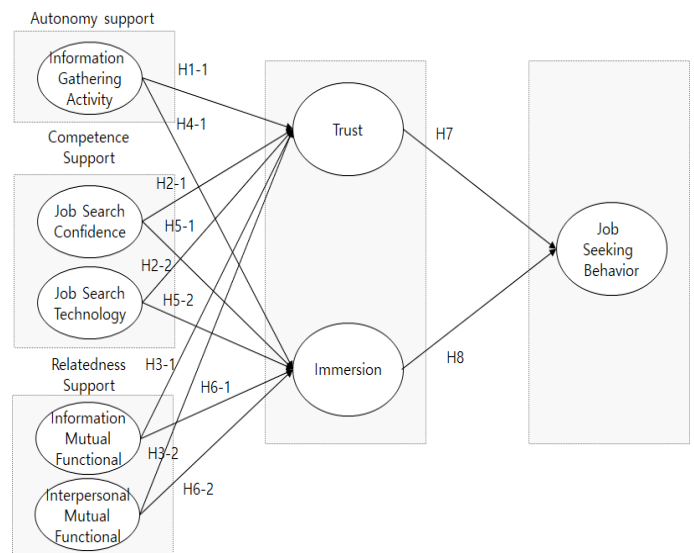 Autonomy support
Information
Gathering
Activity
H1-1
H4-1
Trust
H7
Competence
Support
Job Search
Confidence
H2-1
H5-1
H2-2
Job Search
Technology
H5-2
Job
Seeking
Behavior
Immersion
H8
Relatedness
Support
H3-1
H6-1
Information
Mutual
Functional
H3-2
H6-2
Interpersonal
Mutual
Functional